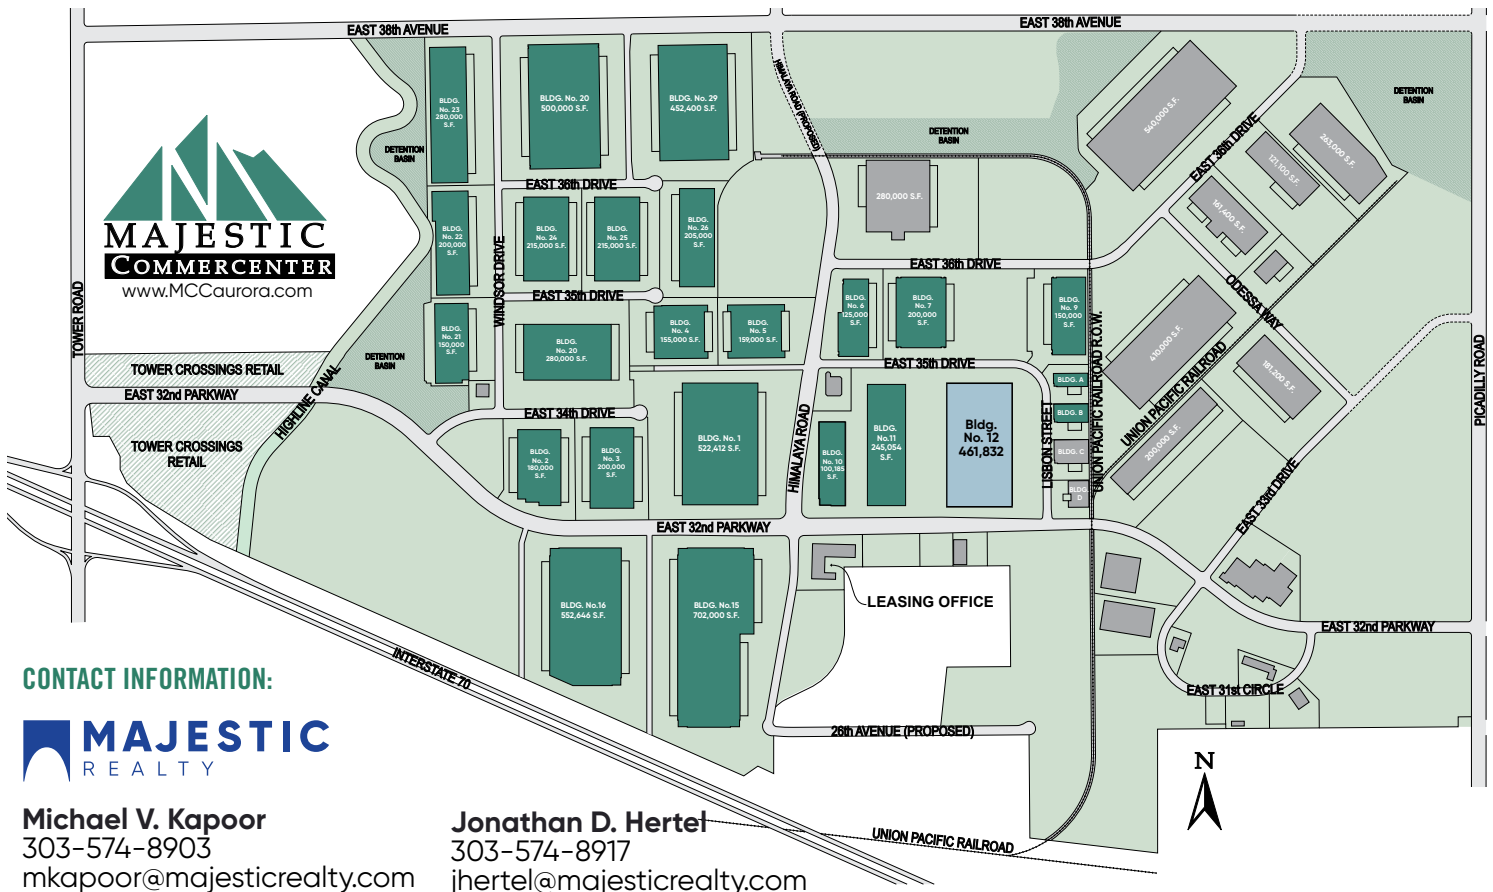 EAST 38th AVENUE
EAST 38th AVENUE
HIMALAYA ROAD (PROPOSED)
BLDG.
No. 23
280,000
S.F.
BLDG. No. 20
500,000 S.F.
BLDG. No. 29
452,400 S.F.
DETENTION
BASIN
DETENTION
BASIN
DETENTION
BASIN
540,000 S.F.
EAST 36th DRIVE
121,100 S.F.
263,000 S.F.
161,400 S.F.
280,000 S.F.
MAJESTIC
COMMERCENTER
www.MCCaurora.com
EAST 36th DRIVE
BLDG.
No. 22
200,000
S.F.
BLDG.
No. 24
215,000 S.F.
BLDG.
No. 25
215,000 S.F.
BLDG.
No. 26
205,000
S.F.
WINDSOR DRIVE
EAST 35th DRIVE
EAST 36th DRIVE
ODESSA WAY
TOWER ROAD
PICADILLY ROAD
BLDG.
No. 21
150,000
S.F.
BLDG.
No. 20
280,000 S.F.
BLDG.
No. 4
155,000 S.F.
BLDG.
No. 5
159,000 S.F.
BLDG.
No. 6
125,000
S.F.
BLDG.
No. 7
200,000
S.F.
BLDG.
No. 9
150,000
S.F.
410,000 S.F.
181,200 S.F.
200,000 S.F.
UNION PACIFIC RAILROAD
UNION PACIFIC RAILROAD R.O.W.
DETENTION
BASIN
TOWER CROSSINGS RETAIL
EAST 32nd PARKWAY
HIGHLINE CANAL
TOWER CROSSINGS
RETAIL
EAST 35th DRIVE
EAST 34th DRIVE
BLDG.
No. 2
180,000
S.F.
BLDG.
No. 3
200,000
S.F.
BLDG. No. 1
522,412 S.F.
HIMALAYA ROAD
BLDG.
No. 10
100,185
S.F.
BLDG.
No.11
245,054
S.F.
Bldg.
No. 12
461,832
LISBON STREET
BLDG. A
BLDG. B
BLDG. C
BLDG.
D
EAST 33rd DRIVE
EAST 32nd PARKWAY
BLDG. No.16
552,646 S.F.
BLDG. No.15
702,000 S.F.
LEASING OFFICE
EAST 32nd PARKWAY
EAST 31st CIRCLE
INTERSTATE 70
26th AVENUE (PROPOSED)
N
UNION PACIFIC RAILROAD
CONTACT INFORMATION:
MAJESTIC
REALTY
Michael V. Kapoor
303-574-8903
mkapoor@majesticrealty.com
Jonathan D. Hertel
303-574-8917
jhertel@majesticrealty.com